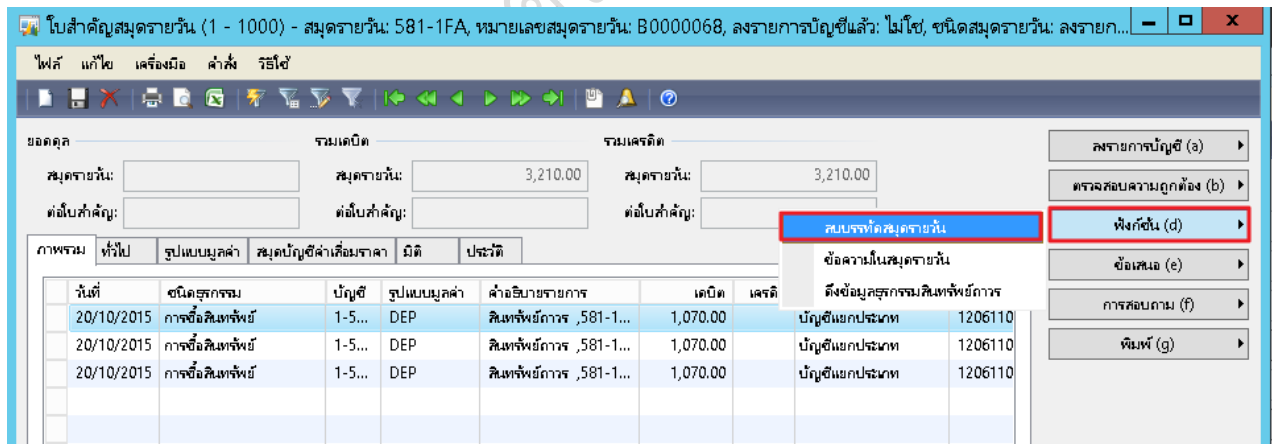 ใบสำคัญสมุดรายวัน (1 - 1000) - สมุดรายวัน: 581-1FA, หมายเลขสมุดรายวัน: B0000068, ลงรายการบัญชีแล้ว: ไม่ใช่, ชนิดสมุดรายวัน: ลงรายก...
ไฟล์ แก้ไข เครื่องมือ คำสั่ง วิธีใช้
ยอดดุล รวมเดบิต รวมเครดิต
ลงรายการบัญชี (a)
สมุดรายวัน: สมุดรายวัน: 3,210.00 สมุดรายวัน: 3,210.00
ตรวจสอบความถูกต้อง (b)
ต่อใบสำคัญ: ต่อใบสำคัญ: ต่อใบสำคัญ:
ลบบรรทัดสมุดรายวัน
ฟังก์ชัน (d)
ภาพรวม ทั่วไป รูปแบบมูลค่า สมุดบัญชีค่าเสื่อมราคา มิติ ประวัติ
ข้อความในสมุดรายวัน
ข้อเสนอ (e)
วันที่ ชนิดธุรกรรม บัญชี รูปแบบมูลค่า คำอธิบายรายการ เดบิต เครดิ
ดึงข้อมูลธุรกรรมสินทรัพย์ถาวร
การสอบถาม (f)
20/10/2015 การซื้อสินทรัพย์ 1-5... DEP สินทรัพย์ถาวร ,581-1... 1,070.00 บัญชีแยกประเภท 1206110
20/10/2015 การซื้อสินทรัพย์ 1-5... DEP สินทรัพย์ถาวร ,581-1... 1,070.00 บัญชีแยกประเภท 1206110
พิมพ์ (g)
20/10/2015 การซื้อสินทรัพย์ 1-5... DEP สินทรัพย์ถาวร ,581-1... 1,070.00 บัญชีแยกประเภท 1206110